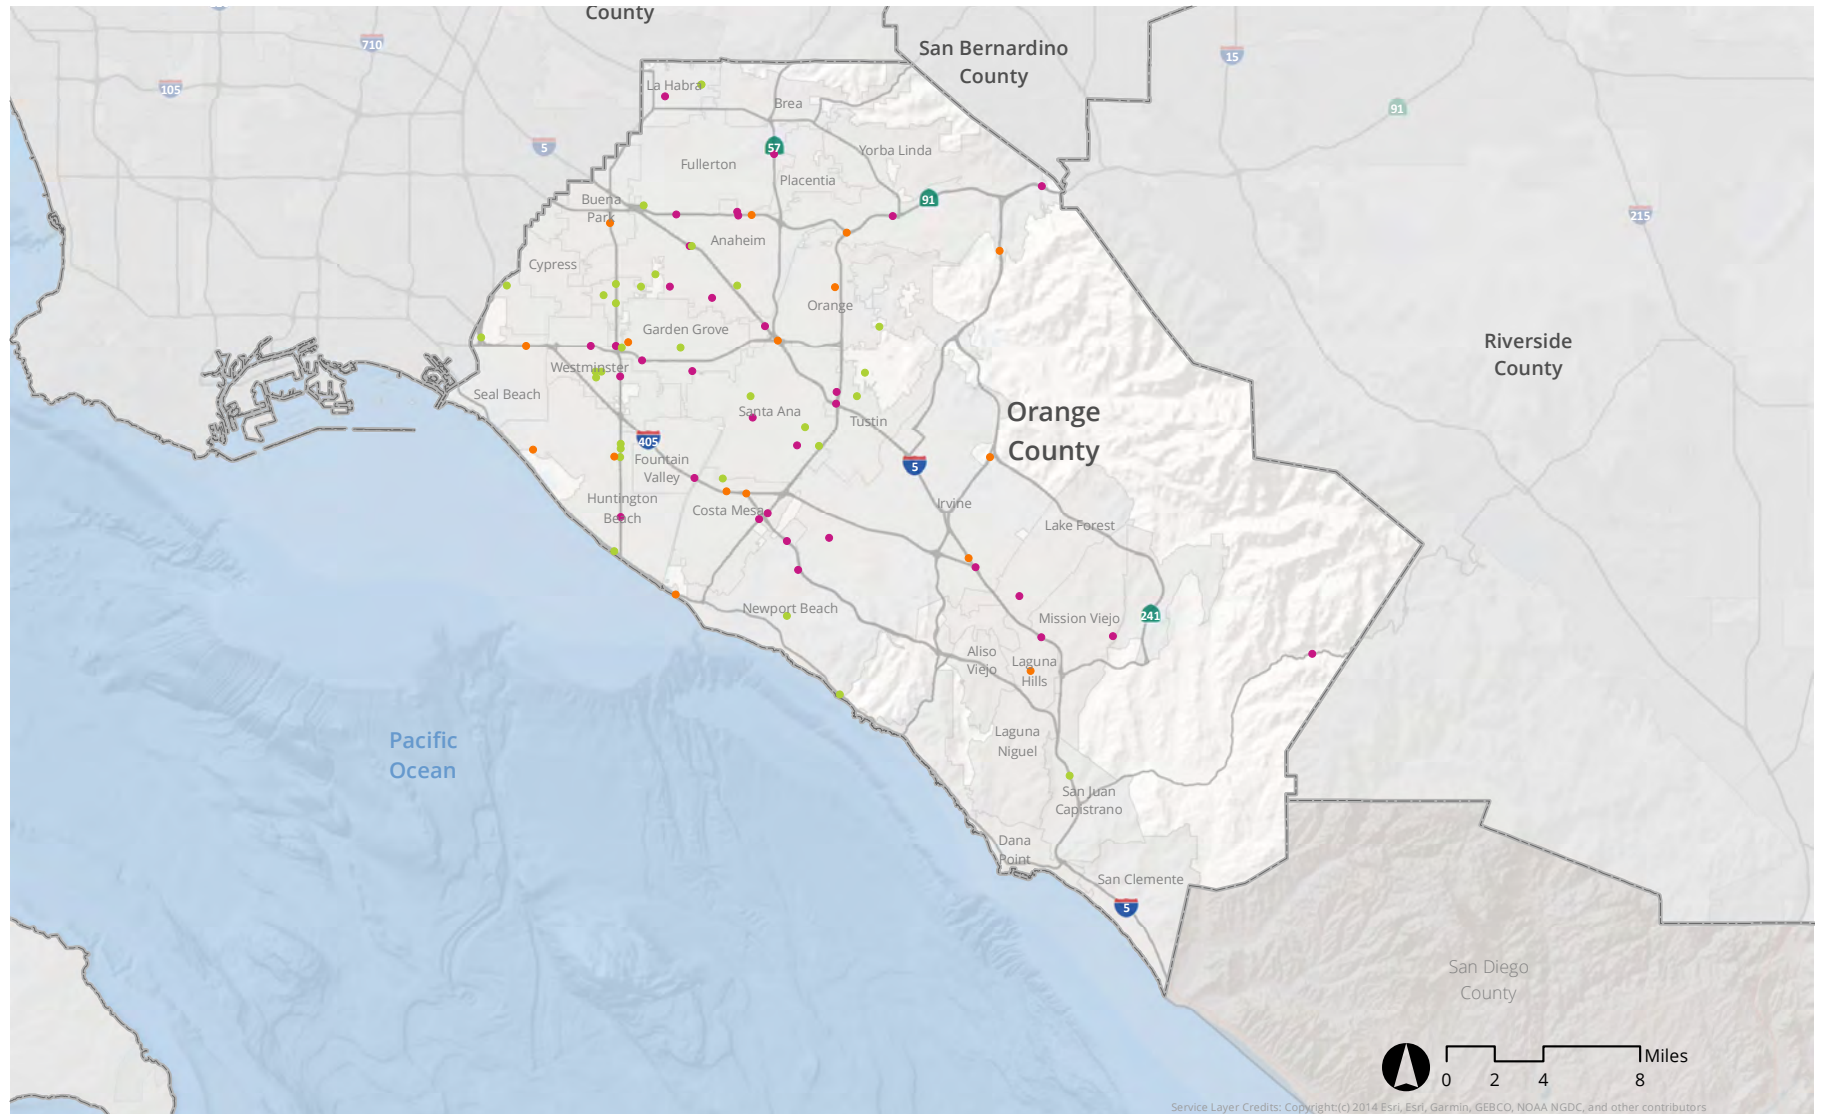 County
San Bernardino
County
710
15
105
La Habra
Brea
91
5
57
Yorba Linda
Fullerton
Placentia
91
Buena
Park
215
Anaheim
Cypress
Orange
Garden Grove
Riverside
County
Westminster
Seal Beach
Santa Ana
Tustin
Orange
County
405
Fountain
Valley
5
Huntington
Beach
Costa Mesa
Irvine
Lake Forest
Newport Beach
Mission Viejo
241
Aliso
Viejo
Laguna
Hills
Laguna
Niguel
Pacific
Ocean
San Juan
Capistrano
Dana
Point
San Clemente
5
San Diego
County
Miles
0 2 4 8
Service Layer Credits: Copyright:(c) 2014 Esri, Esri, Garmin, GEBCO, NOAA NGDC, and other contributors